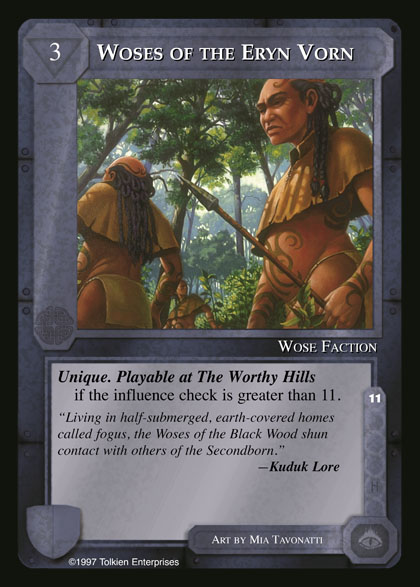 3
Woses of the Eryn Vorn
Wose Faction
Unique. Playable at The Worthy Hills
if the influence check is greater than 11.
11
“Living in half-submerged, earth-covered homes
called fogus, the Woses of the Black Wood shun
contact with others of the Secondborn.”
—Kuduk Lore
H
Art by Mia Tavonatti
©1997 Tolkien Enterprises